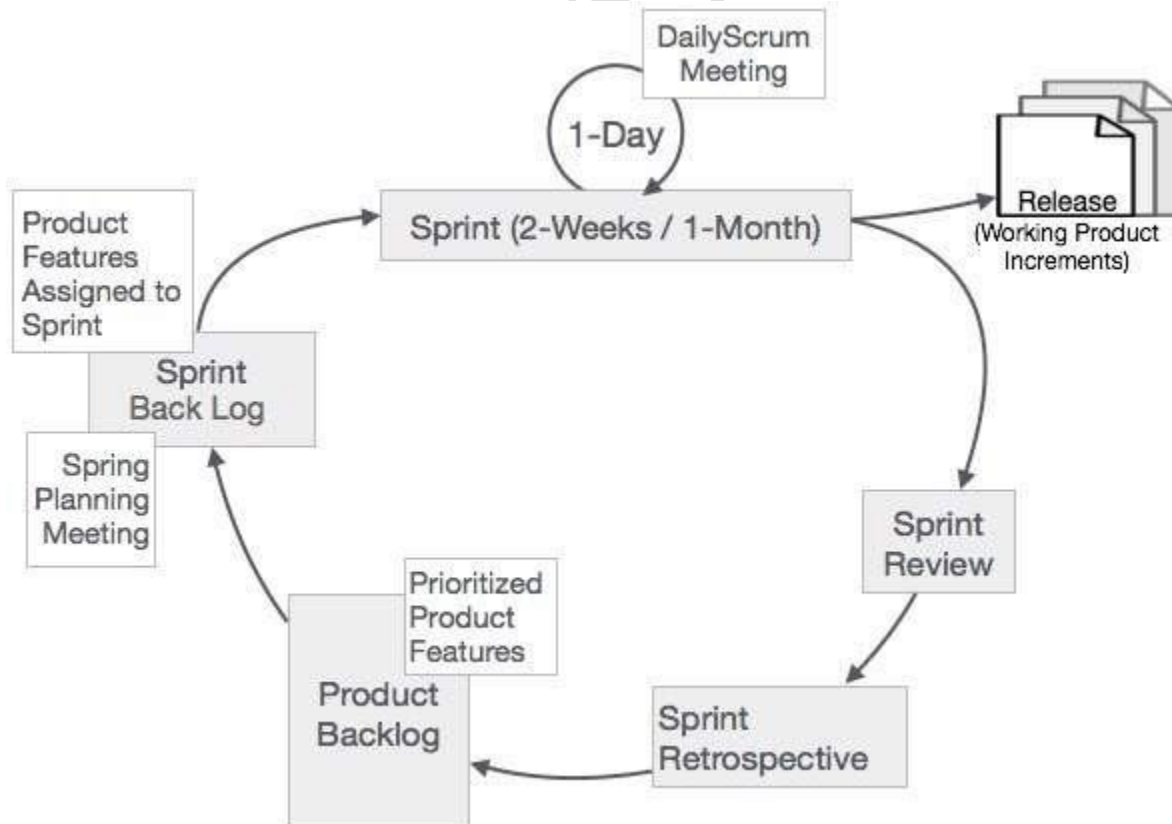 DailyScrum
Meeting
1-Day
Sprint (2-Weeks / 1-Month)
Release
(Working Product
Increments)
Product
Features
Assigned to
Sprint
Sprint
Back Log
Spring
Planning
Meeting
Sprint
Review
Prioritized
Product
Features
Product
Backlog
Sprint
Retrospective